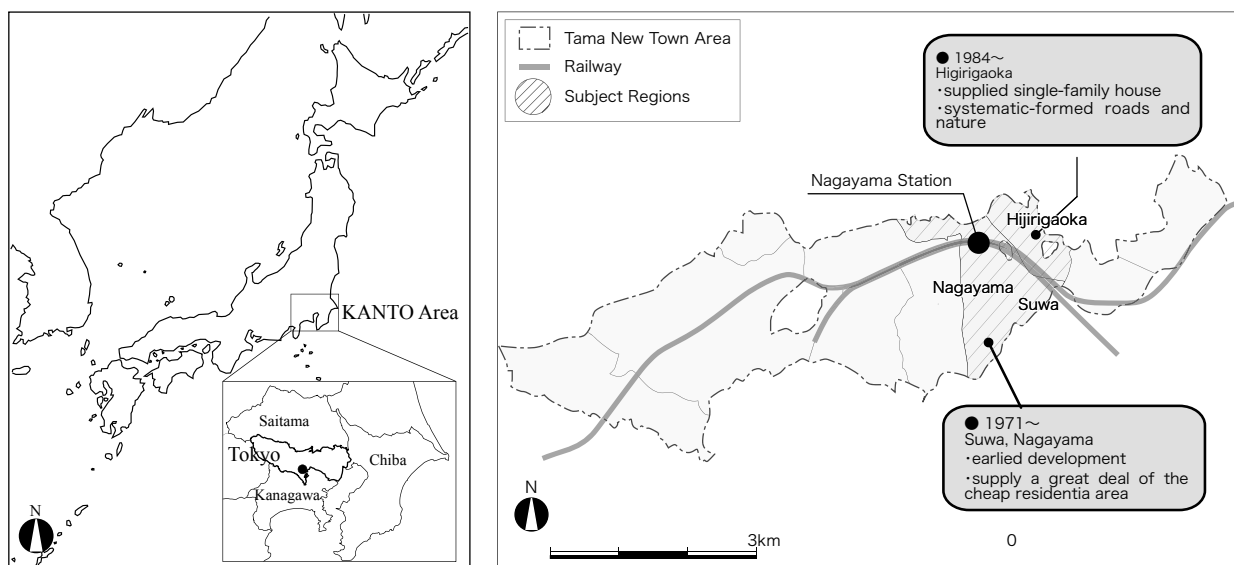 KANTO Area
Saitama
Tokyo
Chiba
Kanagawa
N
Tama New Town Area
Railway
Subject Regions
● 1984～
Higirigaoka
・supplied single-family house
・systematic-formed roads and
nature
Nagayama Station
Hijirigaoka
Nagayama
Suwa
● 1971～
Suwa, Nagayama
・earlied development
・supply a great deal of the
cheap residentia area
N
3km
0